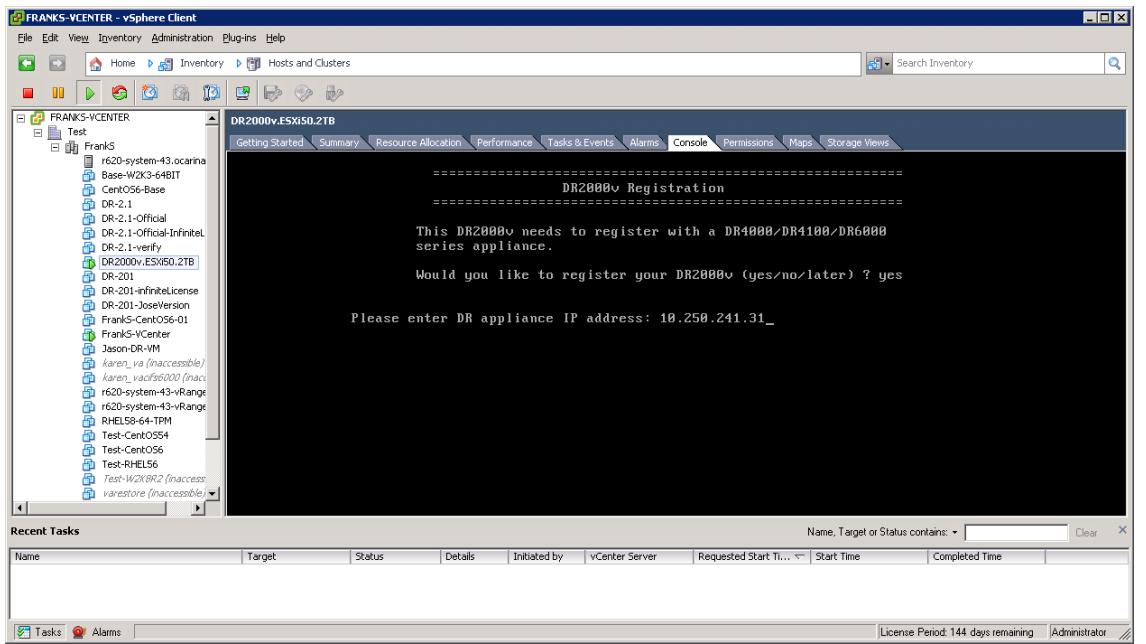 FRANKS-VCENTER - vSphere Client
File Edit View Inventory Administration Plug-ins Help
Home Inventory Hosts and Clusters Search Inventory
FRANKS-VCENTER
Test
FrankS
r620-system-43.ocarina
Base-W2K3-64BIT
CentOS6-Base
DR-2.1
DR-2.1-Official
DR-2.1-Official-InfiniteL
DR-2.1-verify
DR2000v.ESXi50.2TB
DR-201
DR-201-infiniteLicense
DR-201-JoseVersion
FrankS-CentOS6-01
FrankS-VCenter
Jason-DR-VM
karen_va (inaccessible)
karen_vacifs6000 (inacc
r620-system-43-vRange
r620-system-43-vRange
RHEL58-64-TPM
Test-CentOS54
Test-CentOS6
Test-RHEL56
Test-W2K8R2 (inaccess
varestore (inaccessible)
DR2000v.ESXi50.2TB
Getting Started Summary Resource Allocation Performance Tasks & Events Alarms Console Permissions Maps Storage Views
==========================================================
DR2000v Registration
==========================================================
This DR2000v needs to register with a DR4000/DR4100/DR6000
series appliance.
Would you like to register your DR2000v (yes/no/later) ? yes
Please enter DR appliance IP address: 10.250.241.31_
Recent Tasks Name, Target or Status contains: Clear
Name Target Status Details Initiated by vCenter Server Requested Start Ti... Start Time Completed Time
Tasks Alarms License Period: 144 days remaining Administrator